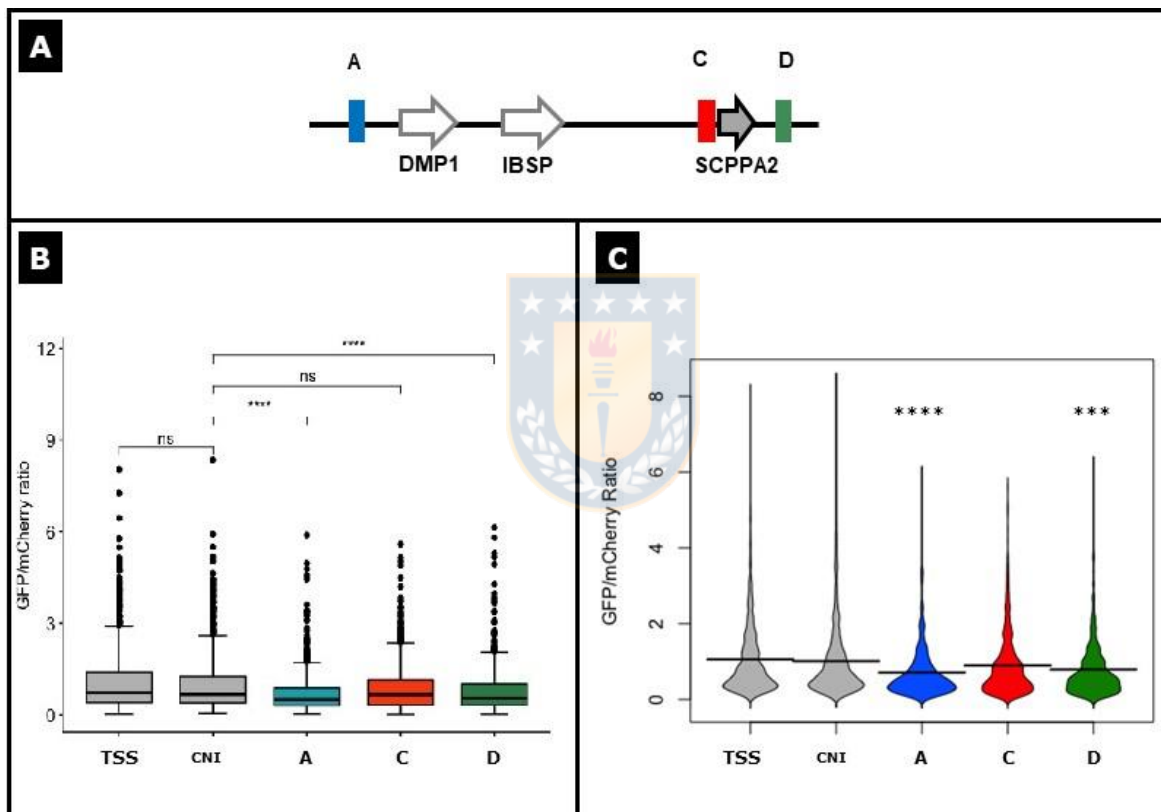 A
A
C
D
DMP1
IBSP
SCPPA2
B
12
9
6
3
0
GFP/mCherry ratio
****
ns
****
ns
TSS
CNI
A
C
D
C
8
6
4
2
0
GFP/mCherry Ratio
****
***
TSS
CNI
A
C
D